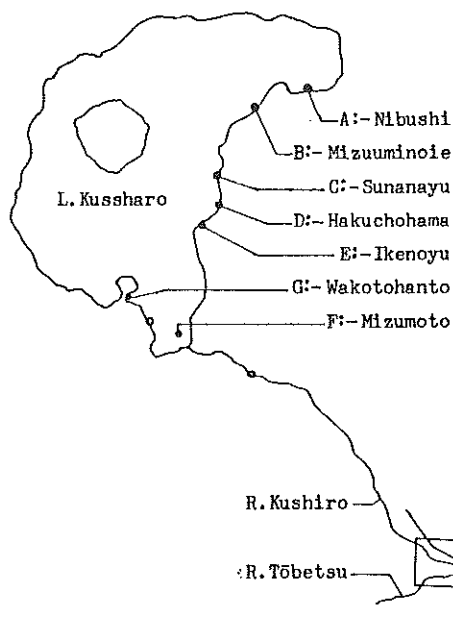 A:-Nibushi
B:-Mizuuminoie
C:-Sunanayu
L.Kussharo
D:-Hakuchohama
E:-Ikenoyu
G:-Wakotohanto
F:-Mizumoto
R.Kushiro
R.Tōbetsu